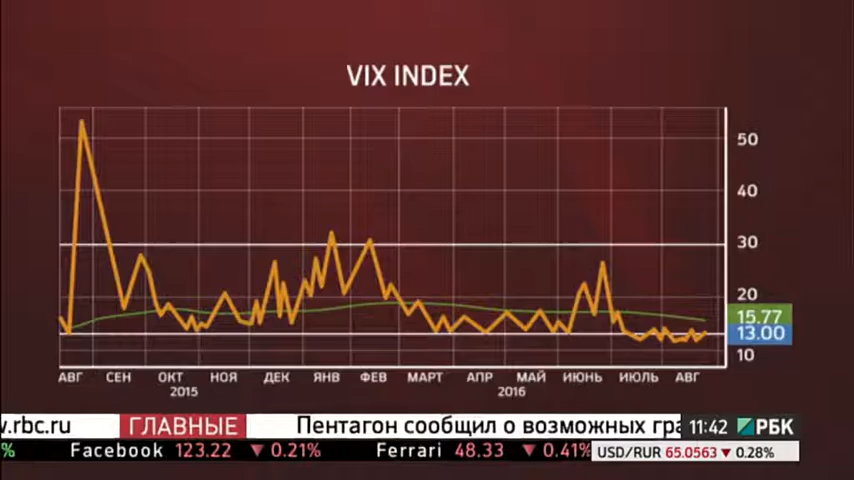 VIX INDEX
50
40
30
20
15.77
13.00
10
АВГ СЕН ОКТ НОЯ ДЕК ЯНВ ФЕВ МАРТ АПР МАЙ ИЮНЬ ИЮЛЬ АВГ
2015 2016
w.rbc.ru ГЛАВНЫЕ Пентагон сообщил о возможных гра 11:42 РБК
% Facebook 123.22 ▼ 0.21% Ferrari 48.33 ▼ 0.41% USD/RUR 65.0563 ▼ 0.28%